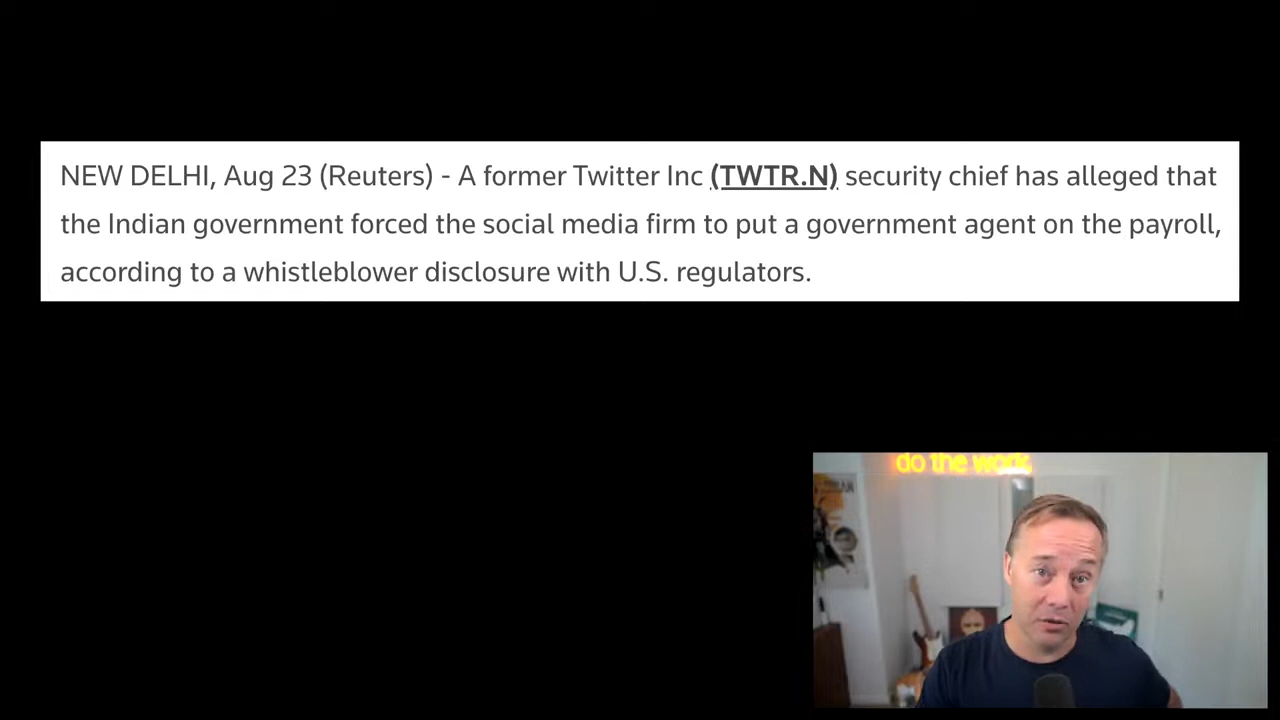 NEW DELHI, Aug 23 (Reuters) - A former Twitter Inc (TWTR.N) security chief has alleged that
the Indian government forced the social media firm to put a government agent on the payroll,
according to a whistleblower disclosure with U.S. regulators.
do the work